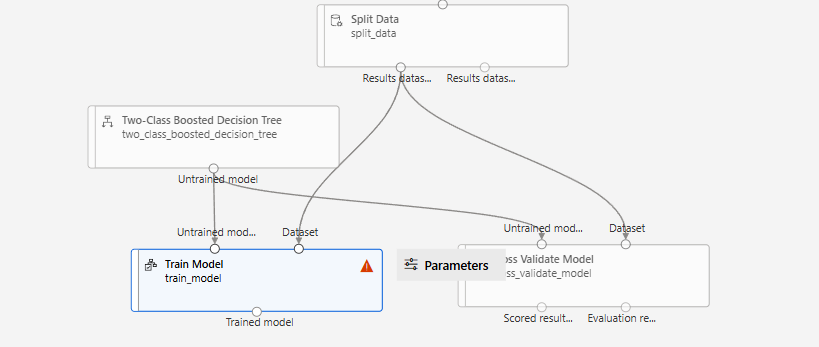 Split Data
split_data
Results datas...
Results datas...
Two-Class Boosted Decision Tree
two_class_boosted_decision_tree
Untrained model
Untrained mod...
Dataset
Untrained mod...
Dataset
Train Model
train_model
Parameters
oss Validate Model
ss_validate_model
Trained model
Scored result...
Evaluation re...